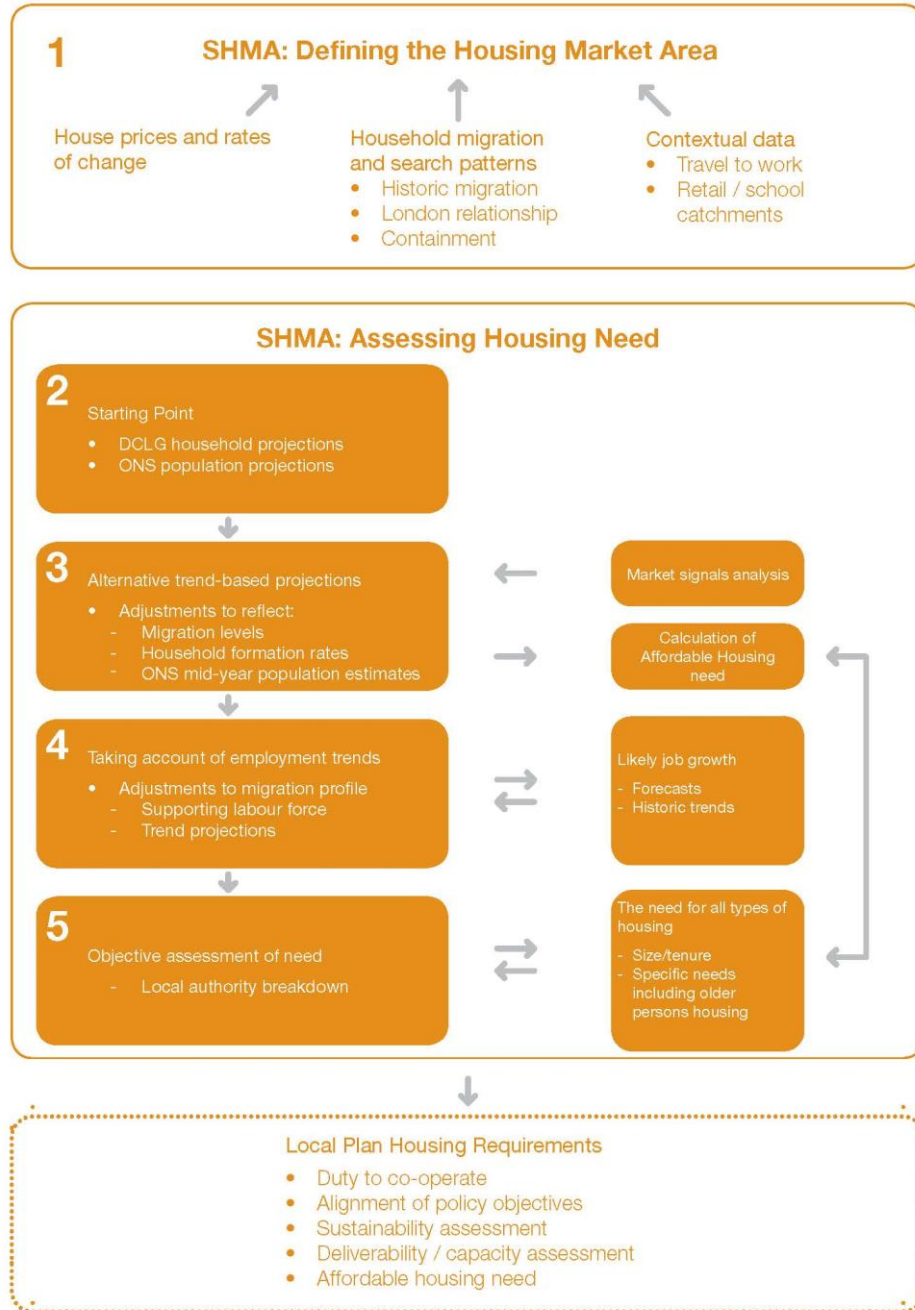 1
SHMA: Defining the Housing Market Area
House prices and rates
of change
Household migration
and search patterns
• Historic migration
• London relationship
• Containment
Contextual data
• Travel to work
• Retail / school
catchments
SHMA: Assessing Housing Need
2
Starting Point
• DCLG household projections
• ONS population projections
3
Alternative trend-based projections
• Adjustments to reflect:
- Migration levels
- Household formation rates
- ONS mid-year population estimates
Market signals analysis
Calculation of
Affordable Housing
need
4
Taking account of employment trends
• Adjustments to migration profile
- Supporting labour force
- Trend projections
Likely job growth
- Forecasts
- Historic trends
5
Objective assessment of need
- Local authority breakdown
The need for all types of
housing
- Size/tenure
- Specific needs
including older
persons housing
Local Plan Housing Requirements
• Duty to co-operate
• Alignment of policy objectives
• Sustainability assessment
• Deliverability / capacity assessment
• Affordable housing need